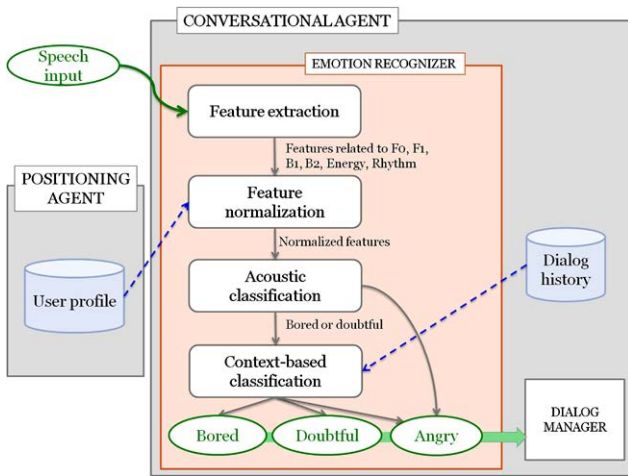 CONVERSATIONAL AGENT
Speech
input
EMOTION RECOGNIZER
Feature extraction
Features related to F0, F1,
B1, B2, Energy, Rhythm
POSITIONING
AGENT
Feature
normalization
Normalized features
User profile
Dialog
history
Acoustic
classification
Bored or doubtful
Context-based
classification
Bored
Doubtful
Angry
DIALOG
MANAGER